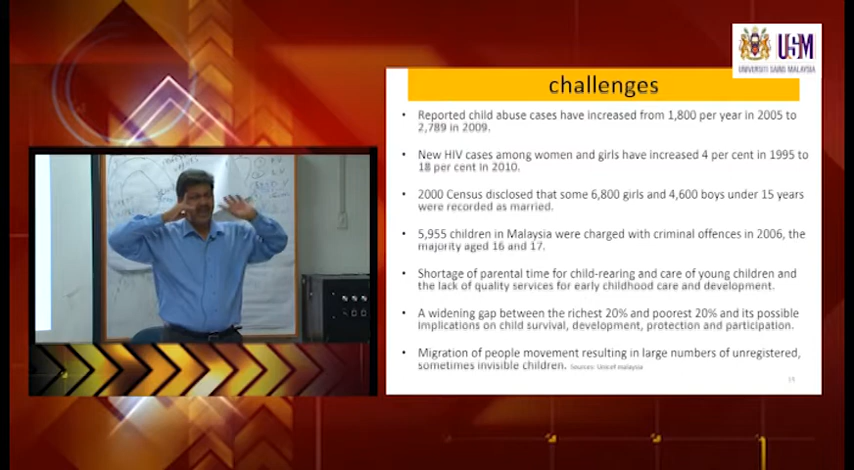 USM
UNIVERSITI SAINS MALAYSIA
challenges
• Reported child abuse cases have increased from 1,800 per year in 2005 to
2,789 in 2009.
• New HIV cases among women and girls have increased 4 per cent in 1995 to
18 per cent in 2010.
• 2000 Census disclosed that some 6,800 girls and 4,600 boys under 15 years
were recorded as married.
• 5,955 children in Malaysia were charged with criminal offences in 2006, the
majority aged 16 and 17.
• Shortage of parental time for child-rearing and care of young children and
the lack of quality services for early childhood care and development.
• A widening gap between the richest 20% and poorest 20% and its possible
implications on child survival, development, protection and participation.
• Migration of people movement resulting in large numbers of unregistered,
sometimes invisible children. Sources: Unicef malaysia